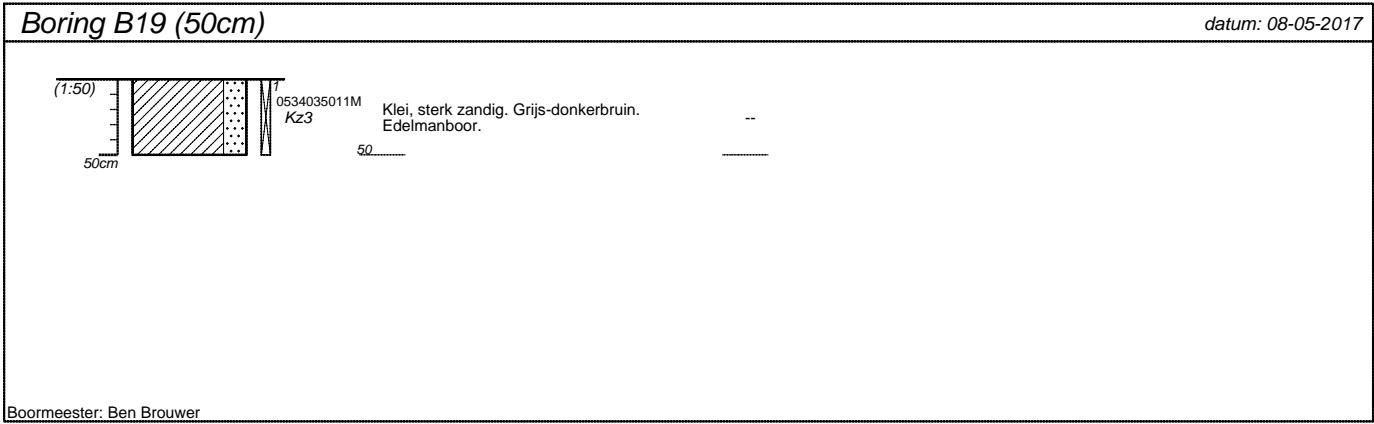 Boring B19 (50cm)
datum: 08-05-2017
(1:50)
1
0534035011M
Kz3
Klei, sterk zandig. Grijs-donkerbruin.
Edelmanboor.
--
50
50cm
Boormeester: Ben Brouwer